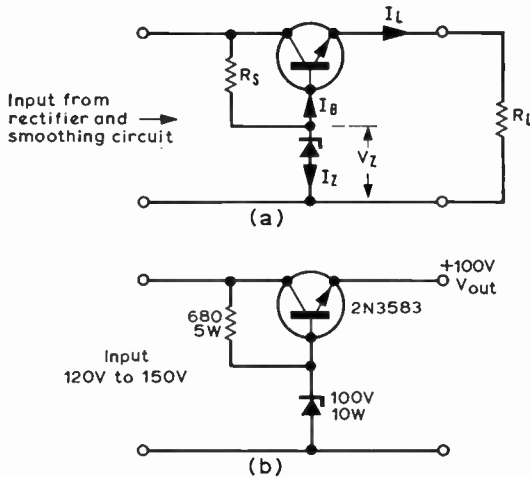 I_L
R_S
Input from
rectifier and
smoothing circuit
I_B
V_Z
I_Z
R_L
(a)
+100V
V_out
680
5W
2N3583
Input
120V to 150V
100V
10W
(b)